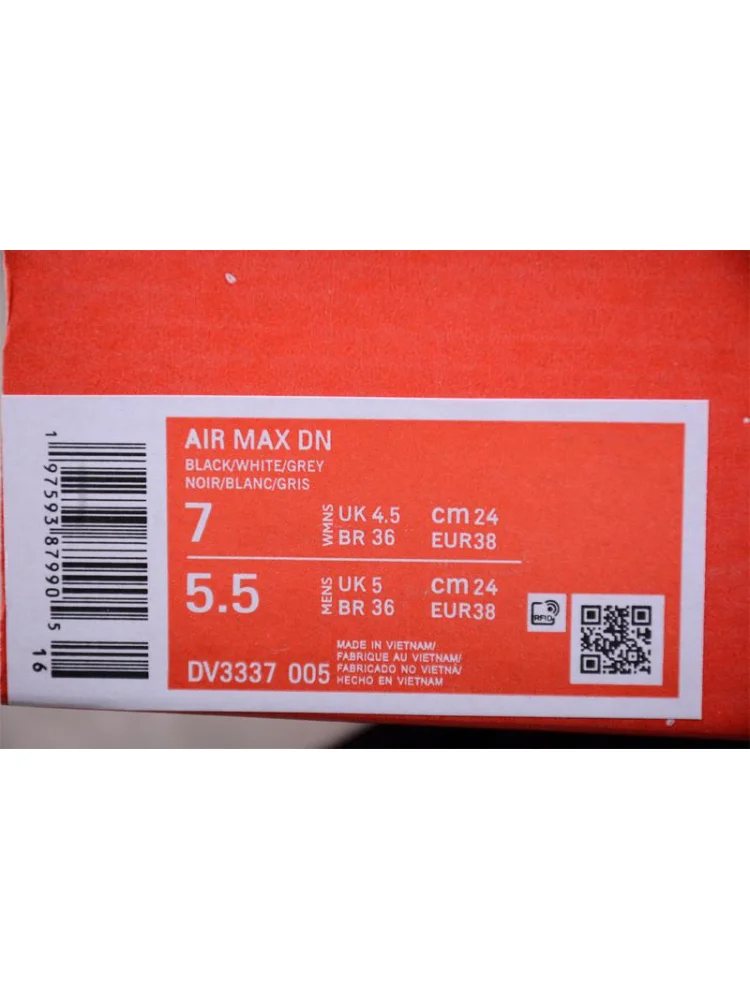 AIR MAX DN
BLACK/WHITE/GREY
NOIR/BLANC/GRIS
7 WMNS UK 4.5 cm 24
BR 36 EUR38
5.5 MENS UK 5 cm 24
BR 36 EUR38
RFID
DV3337 005
MADE IN VIETNAM/
FABRIQUE AU VIETNAM/
FABRICADO NO VIETNÃ/
HECHO EN VIETNAM
1 97593 87990 5
16